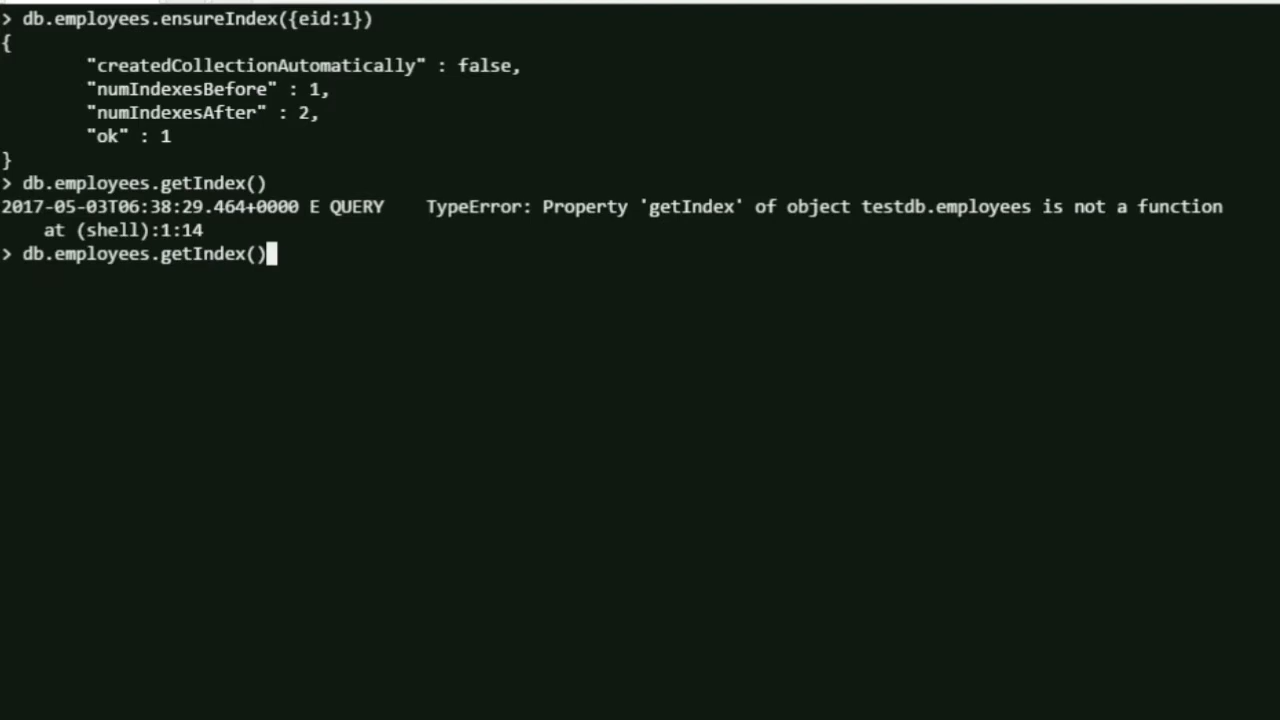 > db.employees.ensureIndex({eid:1})
{
        "createdCollectionAutomatically" : false,
        "numIndexesBefore" : 1,
        "numIndexesAfter" : 2,
        "ok" : 1
}
> db.employees.getIndex()
2017-05-03T06:38:29.464+0000 E QUERY    TypeError: Property 'getIndex' of object testdb.employees is not a function
    at (shell):1:14
> db.employees.getIndex()